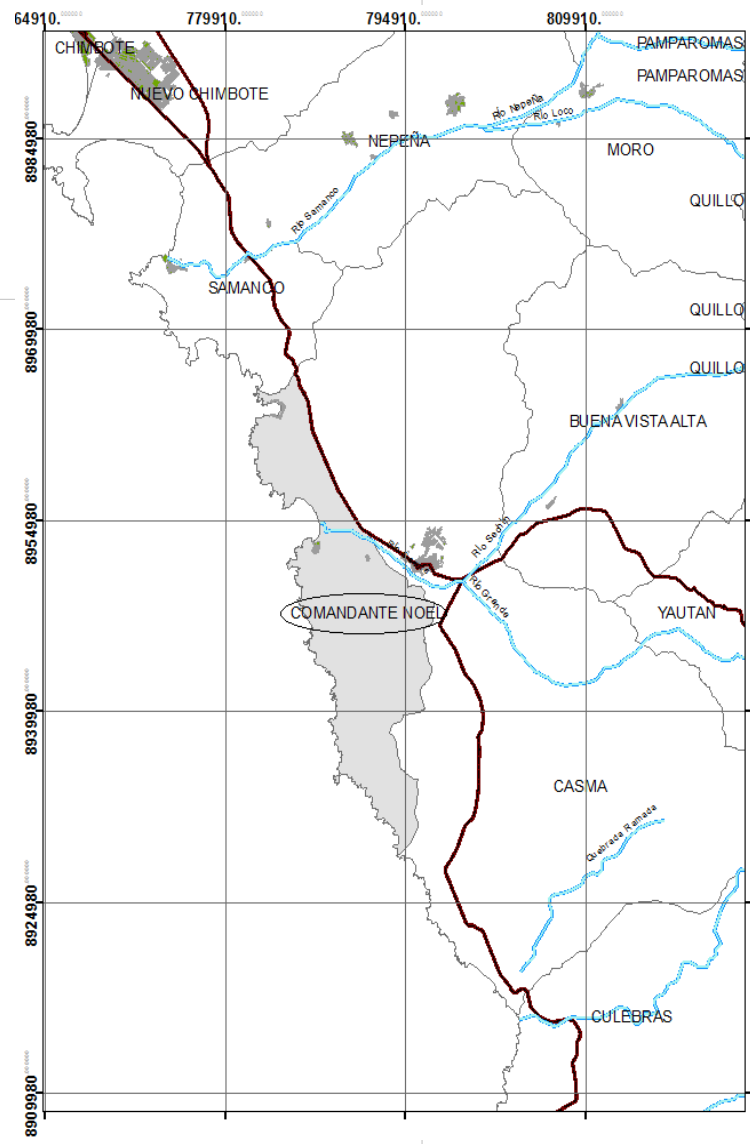 64910.
779910.
794910.
809910.
CHIMBOTE
PAMPAROMAS
PAMPAROMAS
NUEVO CHIMBOTE
Río Nepeña
Río Loco
8984980
NEPEÑA
MORO
QUILLO
Río Samanco
SAMANCO
QUILLO
8969980
QUILLO
BUENA VISTA ALTA
8954980
Río Sechín
Río Grande
COMANDANTE NOEL
YAUTAN
8939980
CASMA
Quebrada Ramada
8924980
CULEBRAS
8909980